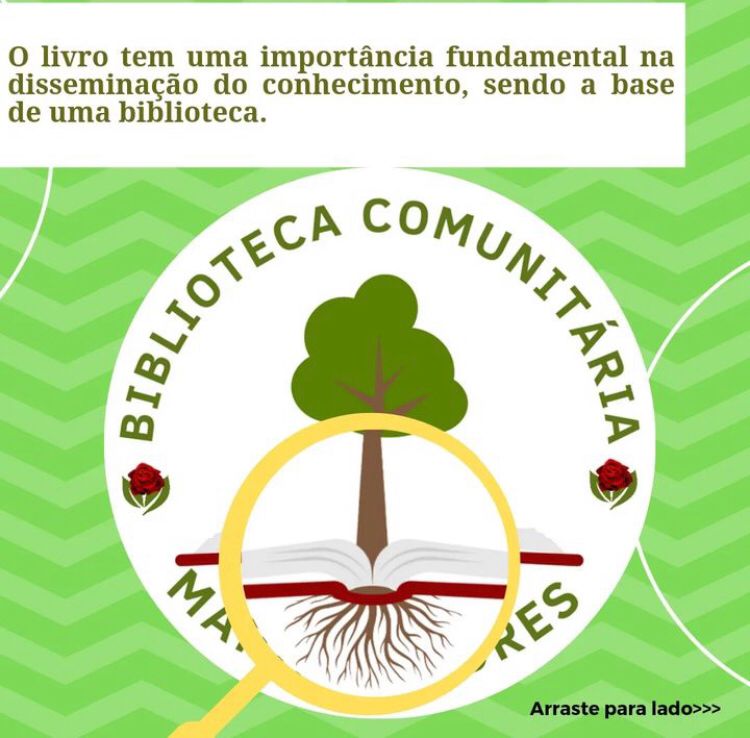 O livro tem uma importância fundamental na
disseminação do conhecimento, sendo a base
de uma biblioteca.
BIBLIOTECA COMUNITÁRIA
Arraste para lado>>>